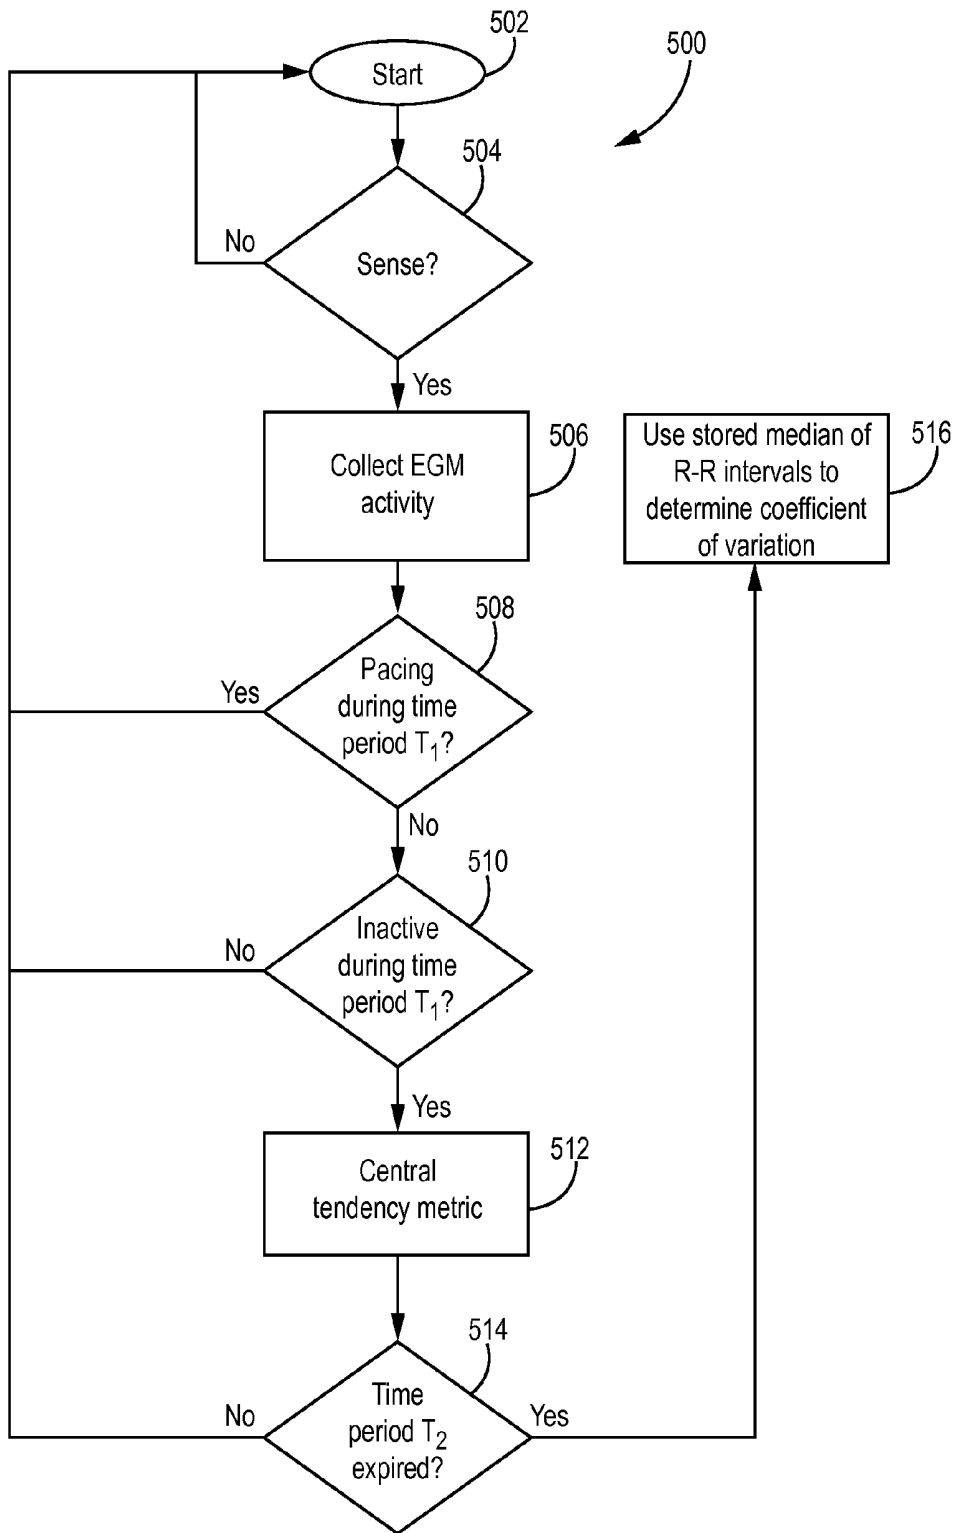 502
500
Start
504
No
Sense?
Yes
Collect EGM
activity
506
Use stored median of
R-R intervals to
determine coefficient
of variation
516
508
Yes
Pacing
during time
period T₁?
No
510
No
Inactive
during time
period T₁?
Yes
512
Central
tendency metric
514
No
Time
period T₂
expired?
Yes